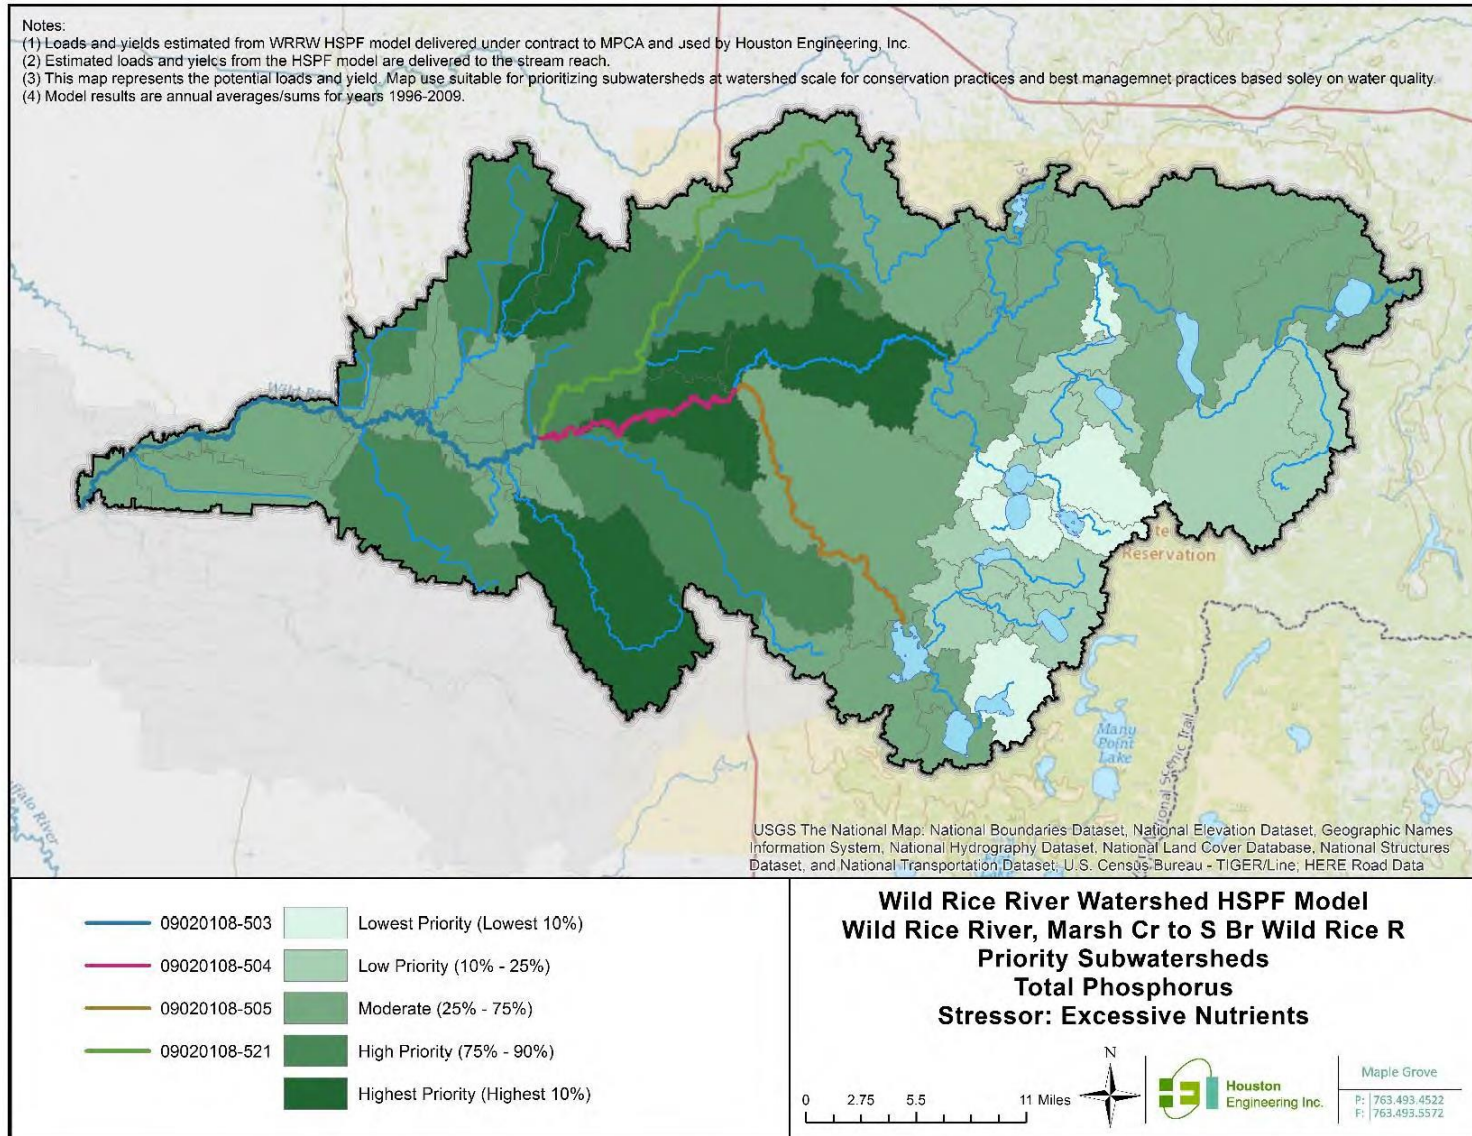 Notes:
(1) Loads and yields estimated from WRRW HSPF model delivered under contract to MPCA and used by Houston Engineering, Inc.
(2) Estimated loads and yields from the HSPF model are delivered to the stream reach.
(3) This map represents the potential loads and yield. Map use suitable for prioritizing subwatersheds at watershed scale for conservation practices and best managemnet practices based soley on water quality.
(4) Model results are annual averages/sums for years 1996-2009.
Wild
Reservation
Many
Point
Lake
National Scenic Trail
ffalo River
USGS The National Map: National Boundaries Dataset, National Elevation Dataset, Geographic Names
Information System, National Hydrography Dataset, National Land Cover Database, National Structures
Dataset, and National Transportation Dataset; U.S. Census Bureau - TIGER/Line; HERE Road Data
09020108-503 Lowest Priority (Lowest 10%)
09020108-504 Low Priority (10% - 25%)
09020108-505 Moderate (25% - 75%)
09020108-521 High Priority (75% - 90%)
Highest Priority (Highest 10%)
Wild Rice River Watershed HSPF Model
Wild Rice River, Marsh Cr to S Br Wild Rice R
Priority Subwatersheds
Total Phosphorus
Stressor: Excessive Nutrients
0 2.75 5.5 11 Miles
N
Houston
Engineering Inc.
Maple Grove
P: 763.493.4522
F: 763.493.5572